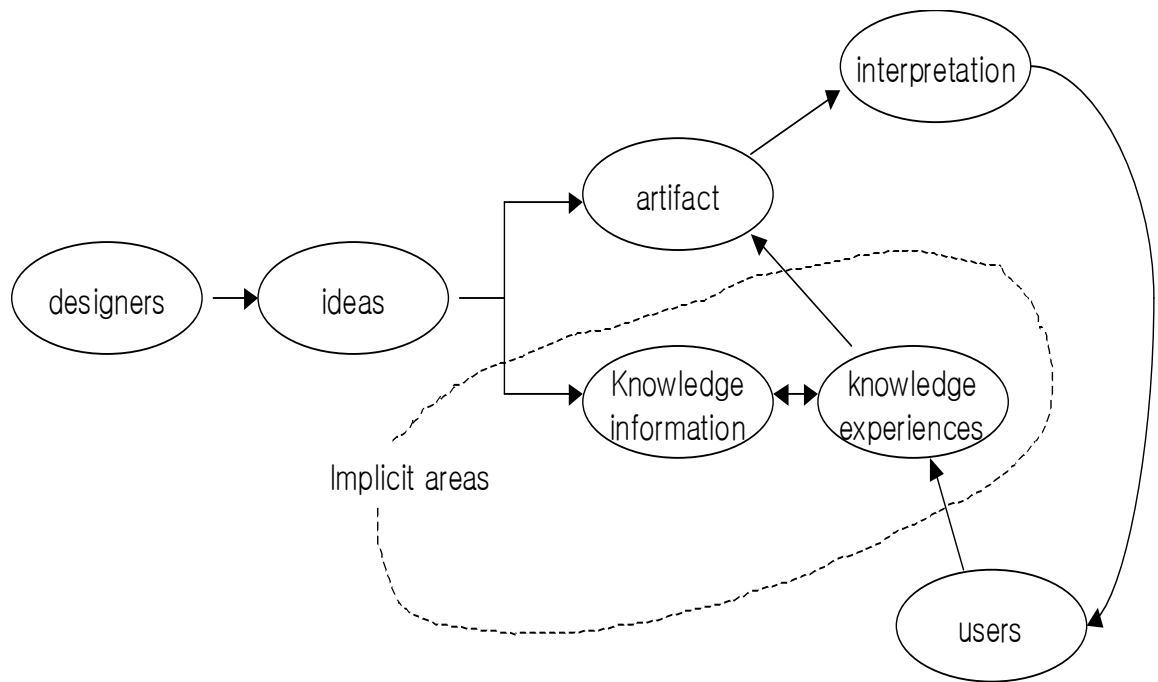 interpretation
artifact
designers
ideas
Knowledge
information
knowledge
experiences
Implicit areas
users